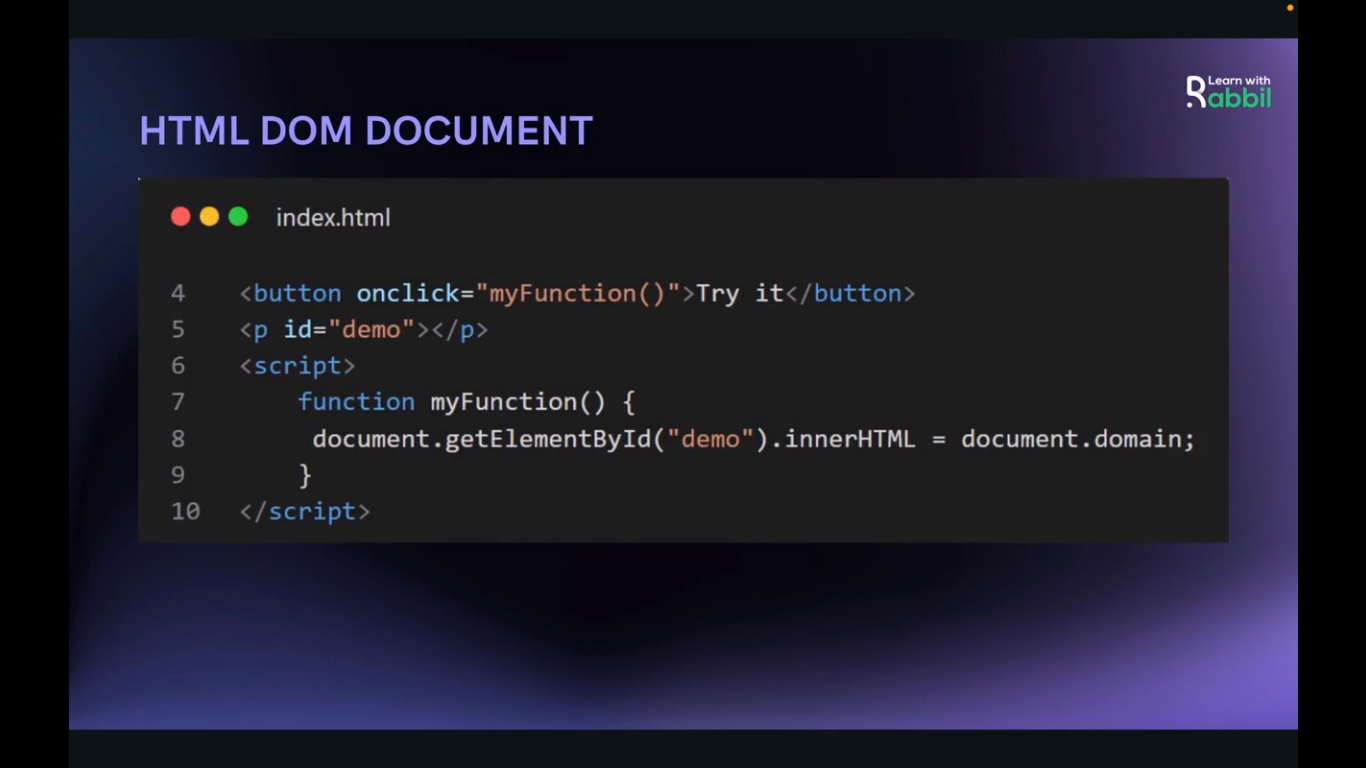 Learn with
Rabbil
HTML DOM DOCUMENT
index.html
4 <button onclick="myFunction()">Try it</button>
5 <p id="demo"></p>
6 <script>
7 function myFunction() {
8 document.getElementById("demo").innerHTML = document.domain;
9 }
10 </script>